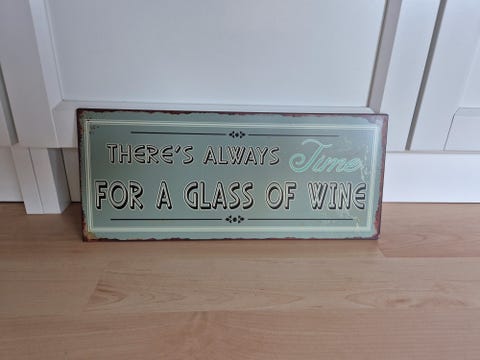 THERE'S ALWAYS Time
FOR A GLASS OF WINE